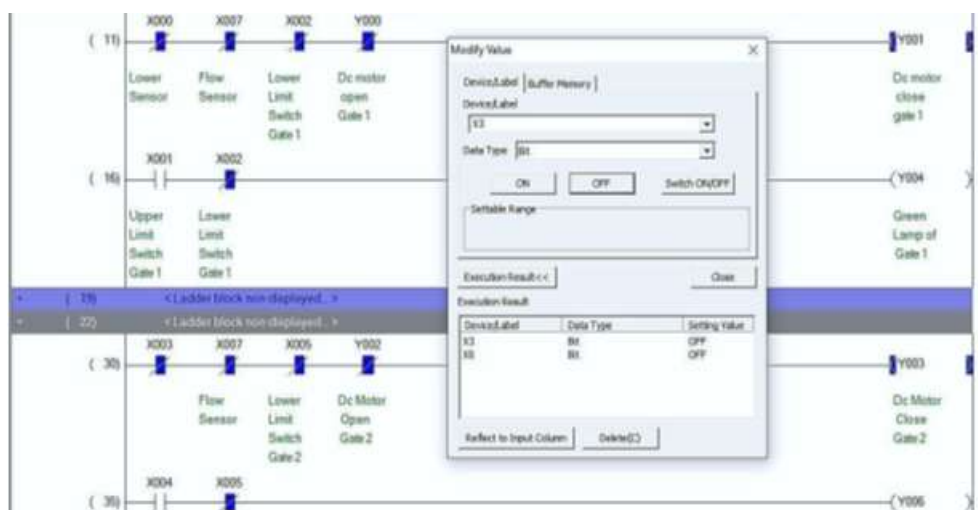 X000 X007 X002 Y000
( 11) Y001
Lower Sensor
Flow Sensor
Lower Limit Switch Gate 1
Dc motor open Gate 1
Dc motor close gate 1
X001 X002
( 16) Y004
Upper Limit Switch Gate 1
Lower Limit Switch Gate 1
Green Lamp of Gate 1
( 19) <Ladder block non displayed...>
( 22) <Ladder block non displayed...>
X003 X007 X005 Y002
( 30) Y003
Flow Sensor
Lower Limit Switch Gate 2
Dc Motor Open Gate 2
Dc Motor Close Gate 2
X004 X005
( 35) Y006
Modify Value
Device/Label Buffer Memory
Device/Label
X3
Data Type Bit
ON OFF Switch ON/OFF
Settable Range
Execution Result<< Close
Execution Result
Device/Label Data Type Setting Value
X3 Bit OFF
Bit OFF
Reflect to Input Column Delete(C)